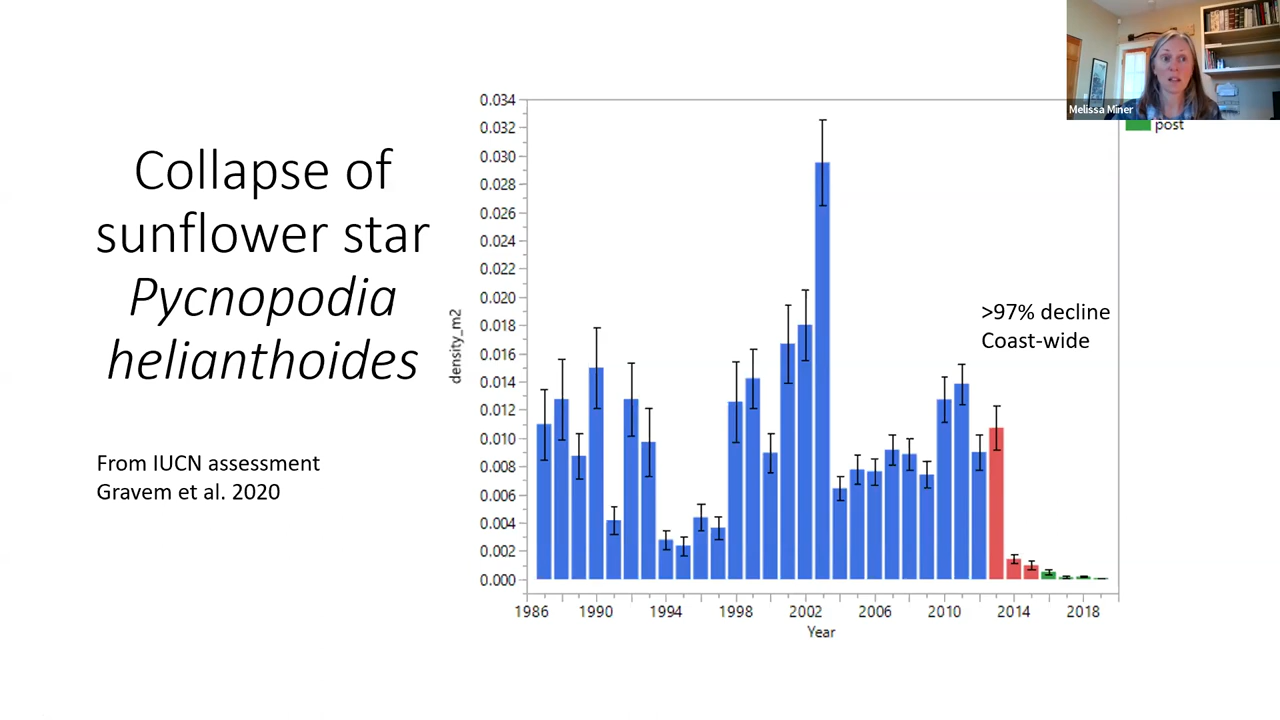 Collapse of
sunflower star
Pycnopodia
helianthoides
From IUCN assessment
Gravem et al. 2020
density_m2
0.034
0.032
0.030
0.028
0.026
0.024
0.022
0.020
0.018
0.016
0.014
0.012
0.010
0.008
0.006
0.004
0.002
0.000
1986
1990
1994
1998
2002
2006
2010
2014
2018
Year
>97% decline
Coast-wide
Melissa Miner
post